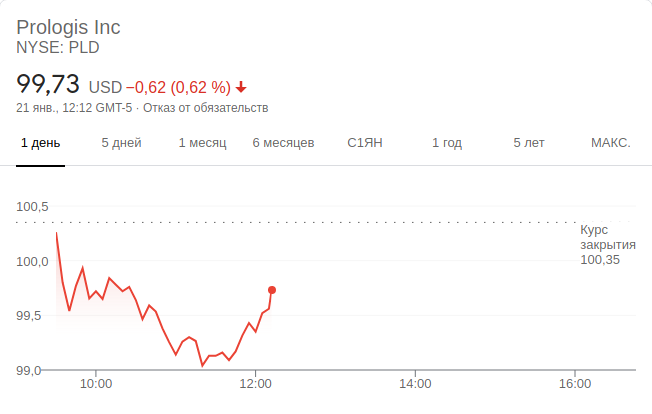 Prologis Inc
NYSE: PLD
99,73 USD −0,62 (0,62 %)
21 янв., 12:12 GMT-5 · Отказ от обязательств
1 день 5 дней 1 месяц 6 месяцев С1ЯН 1 год 5 лет МАКС.
100,5
Курс
закрытия
100,35
100,0
99,5
99,0
10:00 12:00 14:00 16:00